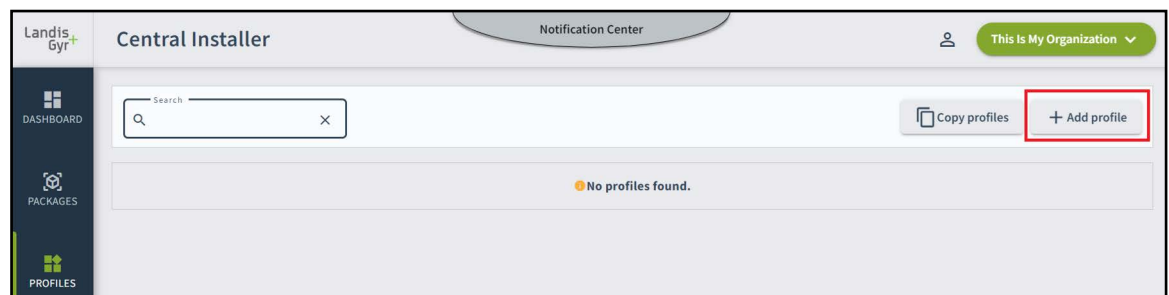 Landis+
Gyr
Central Installer
Notification Center
This Is My Organization
DASHBOARD
Search
Copy profiles
+ Add profile
No profiles found.
PACKAGES
PROFILES